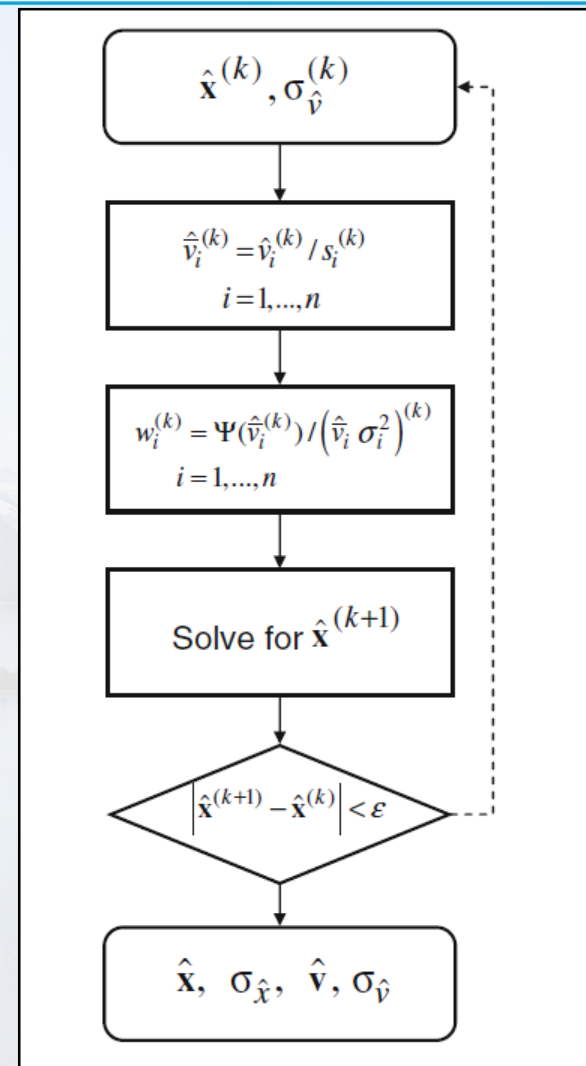 x̂^(k), σ_v̂^(k)
v̂̄_i^(k) = v̂_i^(k) / s_i^(k)
i = 1,...,n
w_i^(k) = Ψ(v̂̄_i^(k)) / (v̂̄_i σ_i^2)^(k)
i = 1,...,n
Solve for x̂^(k+1)
|x̂^(k+1) − x̂^(k)| < ε
x̂, σ_x̂, v̂, σ_v̂